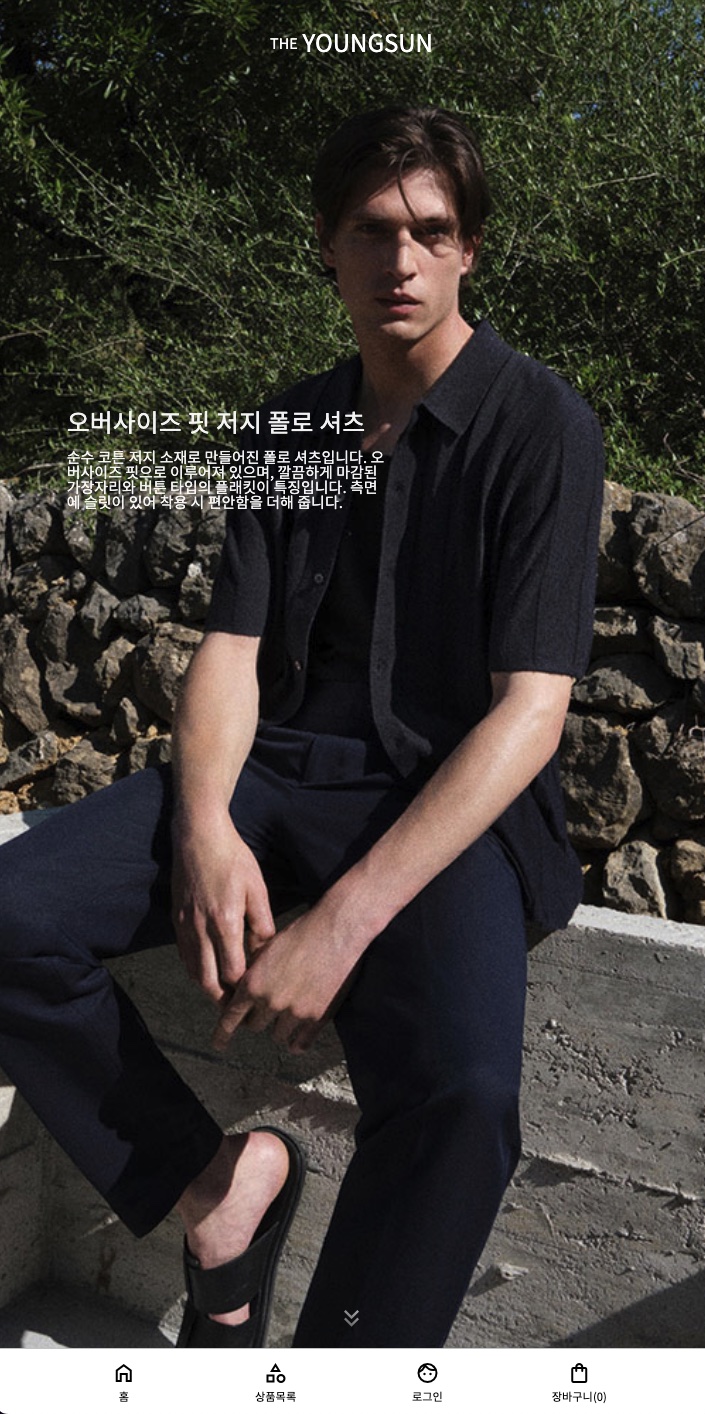 THE YOUNGSUN
오버사이즈 핏 저지 폴로 셔츠
순수 코튼 저지 소재로 만들어진 폴로 셔츠입니다. 오
버사이즈 핏으로 이루어져 있으며, 깔끔하게 마감된
가장자리와 버튼 타입의 플래킷이 특징입니다. 측면
에 슬릿이 있어 착용 시 편안함을 더해 줍니다.
홈
상품목록
로그인
장바구니(0)